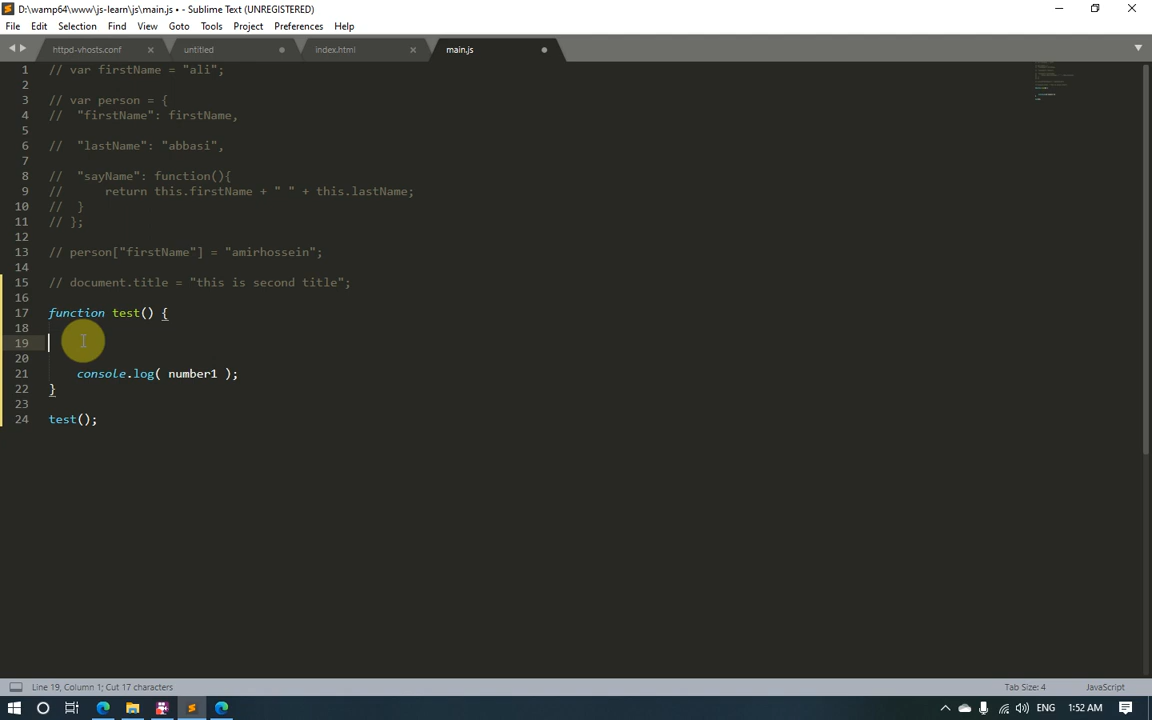 D:\wamp64\www\js-learn\js\main.js • - Sublime Text (UNREGISTERED)
File Edit Selection Find View Goto Tools Project Preferences Help
httpd-vhosts.conf untitled index.html main.js
1 // var firstName = "ali";
2
3 // var person = {
4 // "firstName": firstName,
5
6 // "lastName": "abbasi",
7
8 // "sayName": function(){
9 // return this.firstName + " " + this.lastName;
10 // }
11 // };
12
13 // person["firstName"] = "amirhossein";
14
15 // document.title = "this is second title";
16
17 function test() {
18
19
20
21 console.log( number1 );
22 }
23
24 test();
Line 19, Column 1; Cut 17 characters Tab Size: 4 JavaScript
ENG 1:52 AM